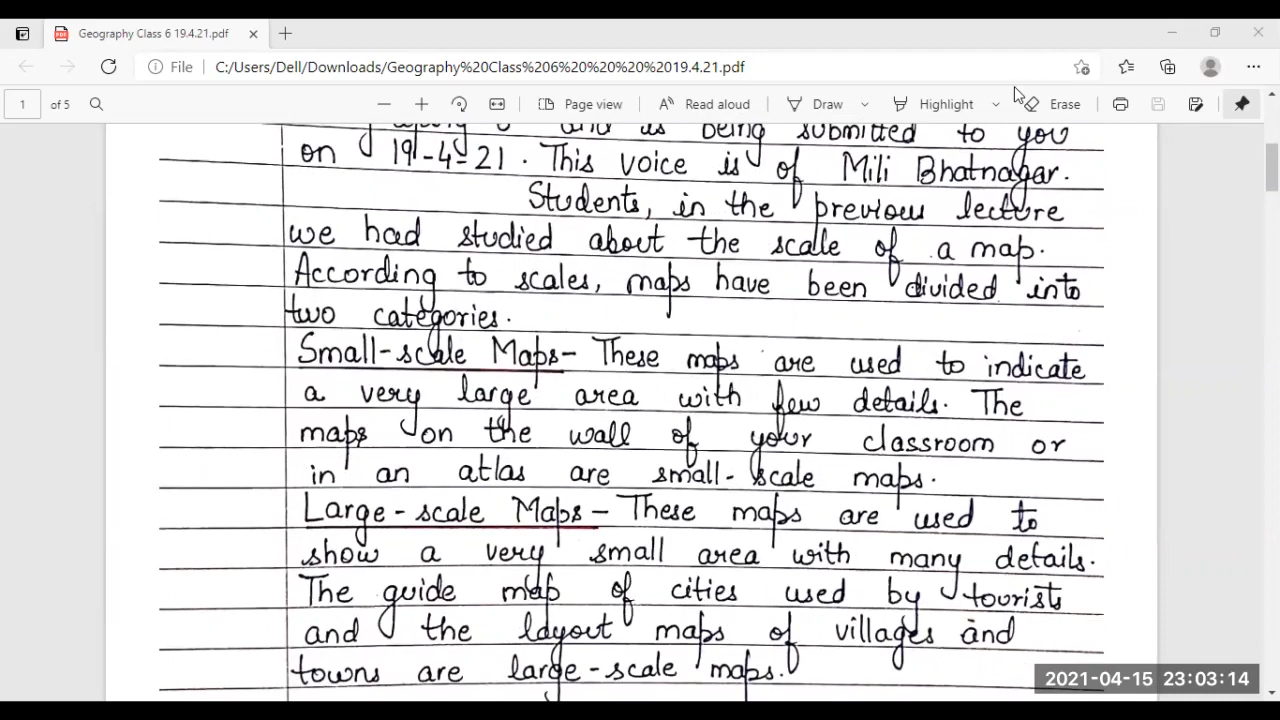 Geography Class 6 19.4.21.pdf
File C:/Users/Dell/Downloads/Geography%20Class%206%20%20%20%2019.4.21.pdf
1 of 5 Page view Read aloud Draw Highlight Erase
and is being submitted to you
on 19-4-21. This voice is of Mili Bhatnagar.
Students, in the previous lecture
we had studied about the scale of a map.
According to scales, maps have been divided into
two categories.
Small-scale Maps- These maps are used to indicate
a very large area with few details. The
maps on the wall of your classroom or
in an atlas are small-scale maps.
Large-scale Maps- These maps are used to
show a very small area with many details.
The guide map of cities used by tourists
and the layout maps of villages and
towns are large-scale maps.
2021-04-15 23:03:14